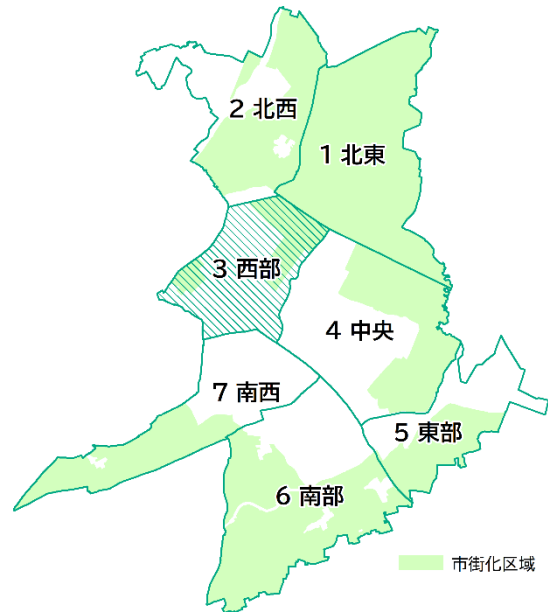 2 北西
1 北東
3 西部
4 中央
7 南西
5 東部
6 南部
市街化区域